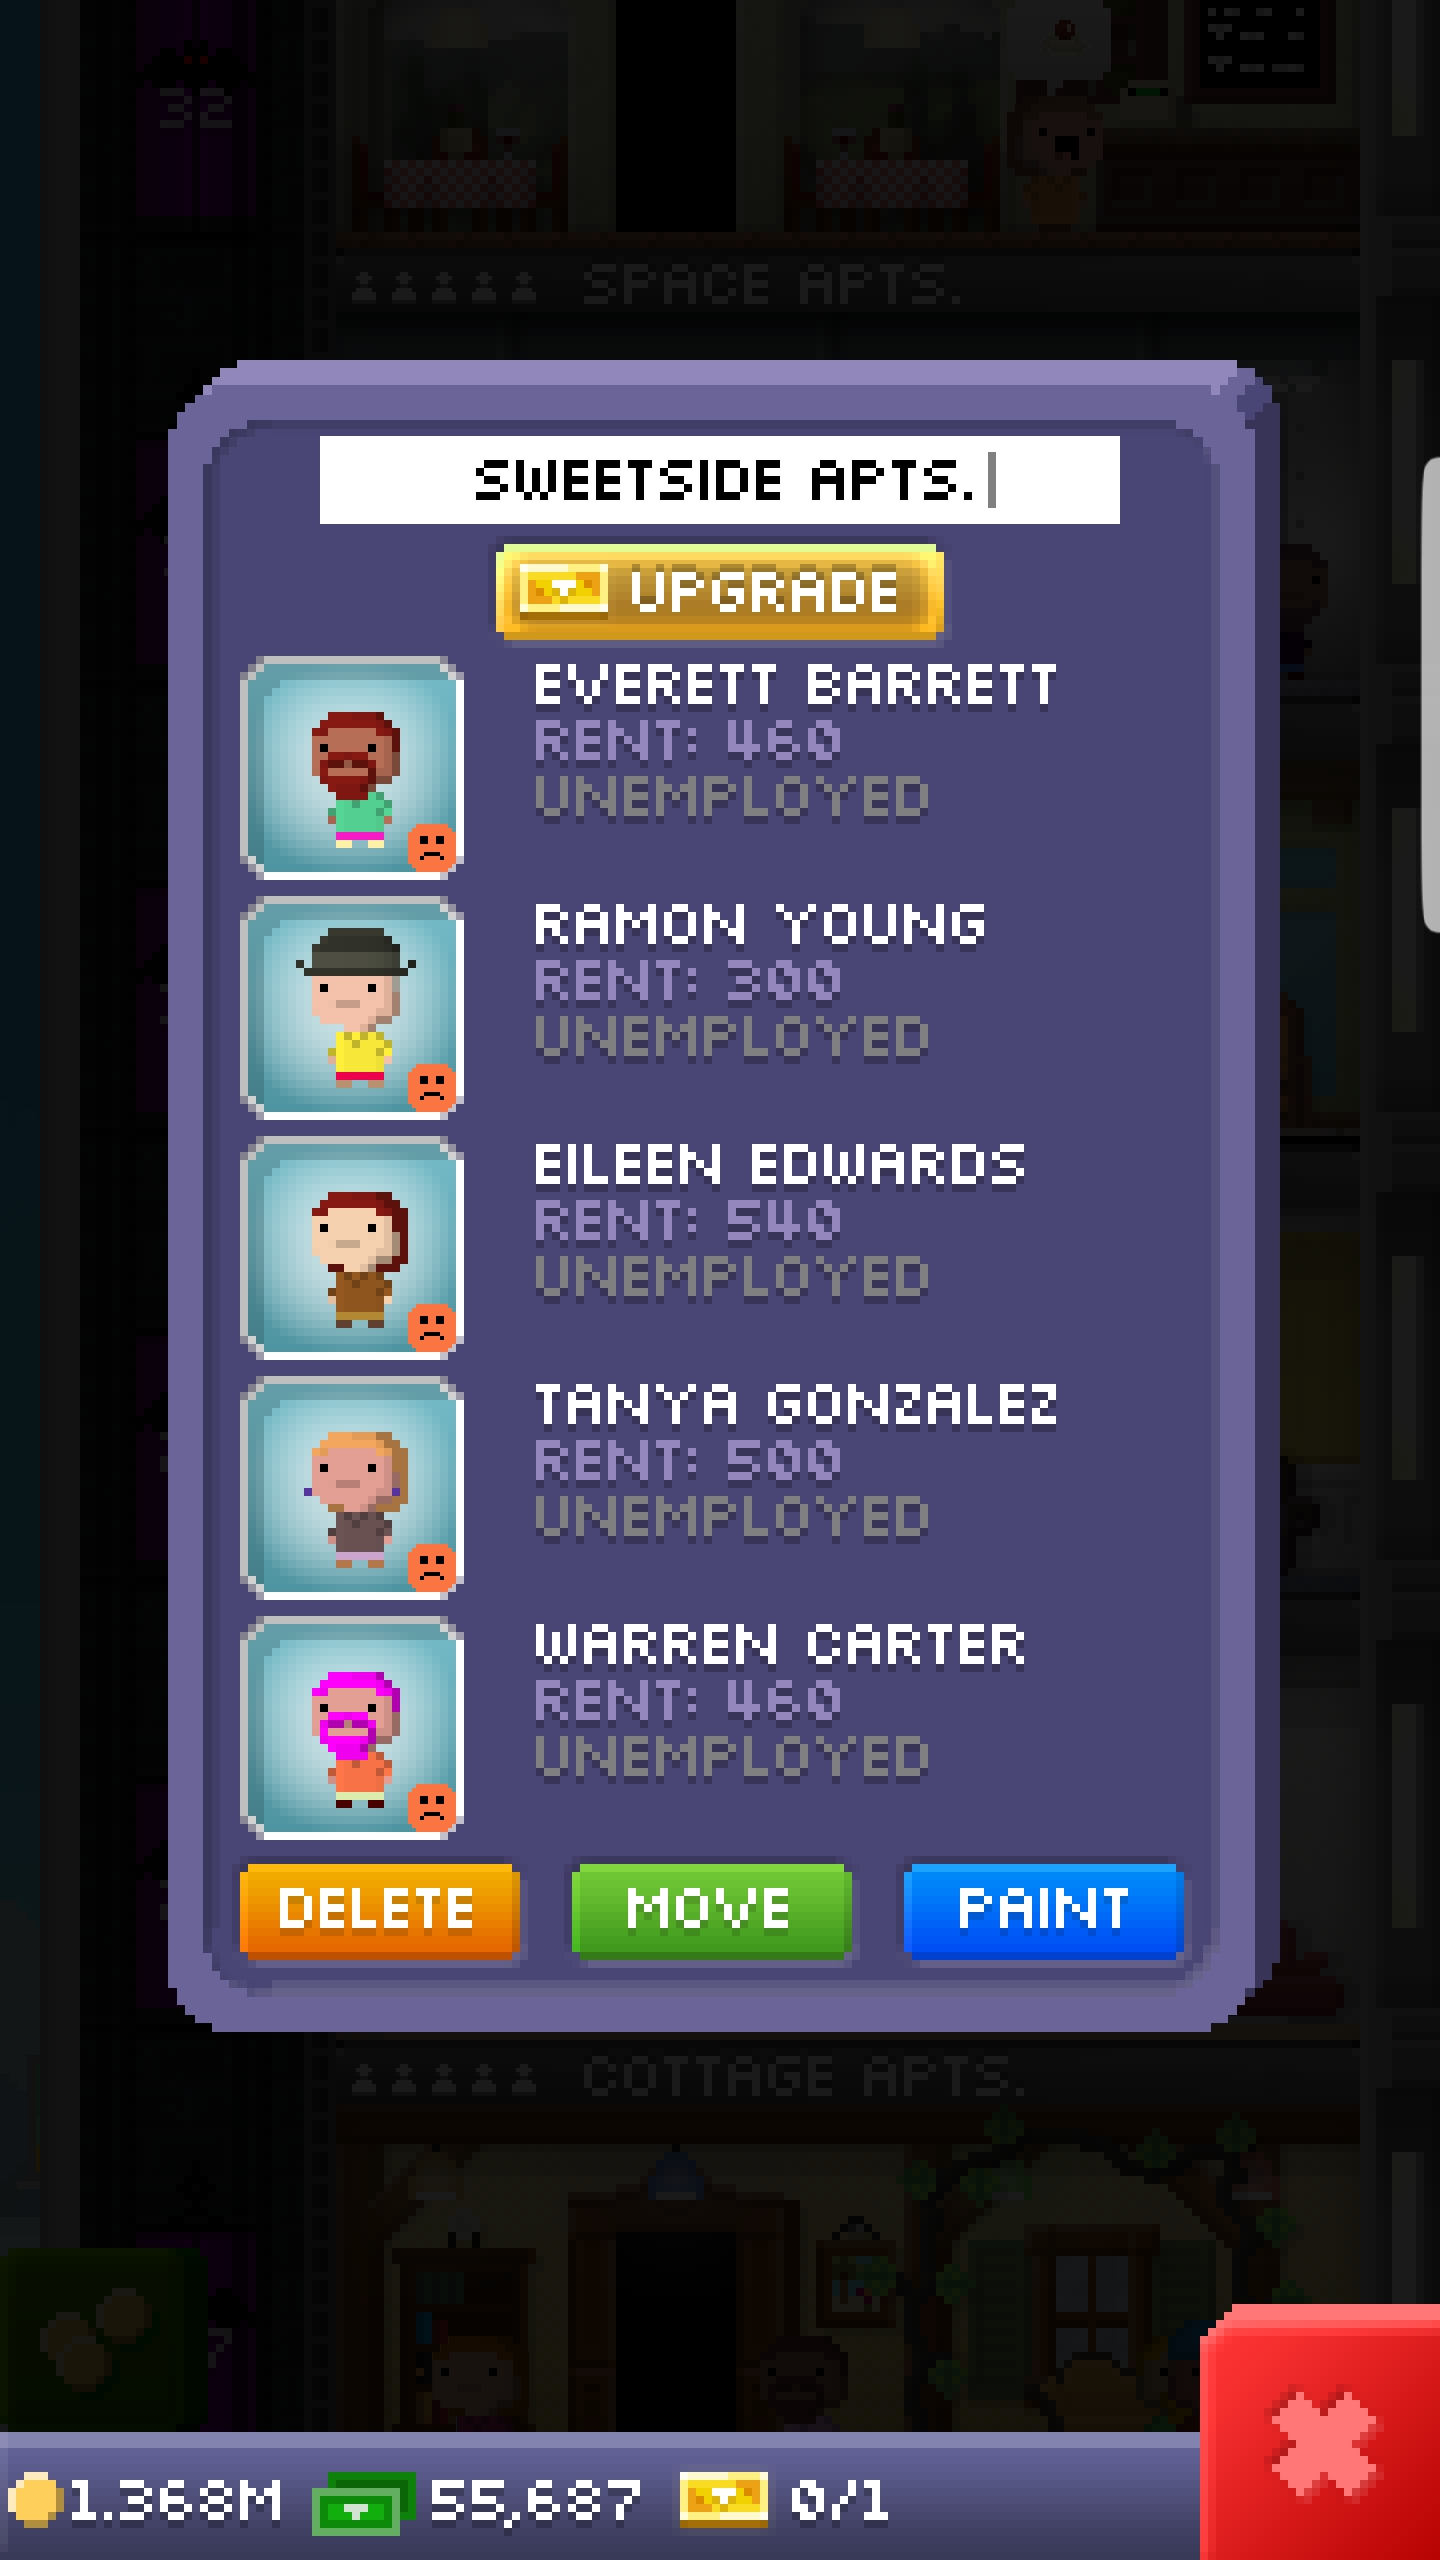 32
SPACE APTS.
SWEETSIDE APTS.
UPGRADE
EVERETT BARRETT
RENT: 460
UNEMPLOYED
RAMON YOUNG
RENT: 300
UNEMPLOYED
EILEEN EDWARDS
RENT: 540
UNEMPLOYED
TANYA GONZALEZ
RENT: 500
UNEMPLOYED
WARREN CARTER
RENT: 460
UNEMPLOYED
DELETE MOVE PAINT
COTTAGE APTS.
1.368M 55,687 0/1